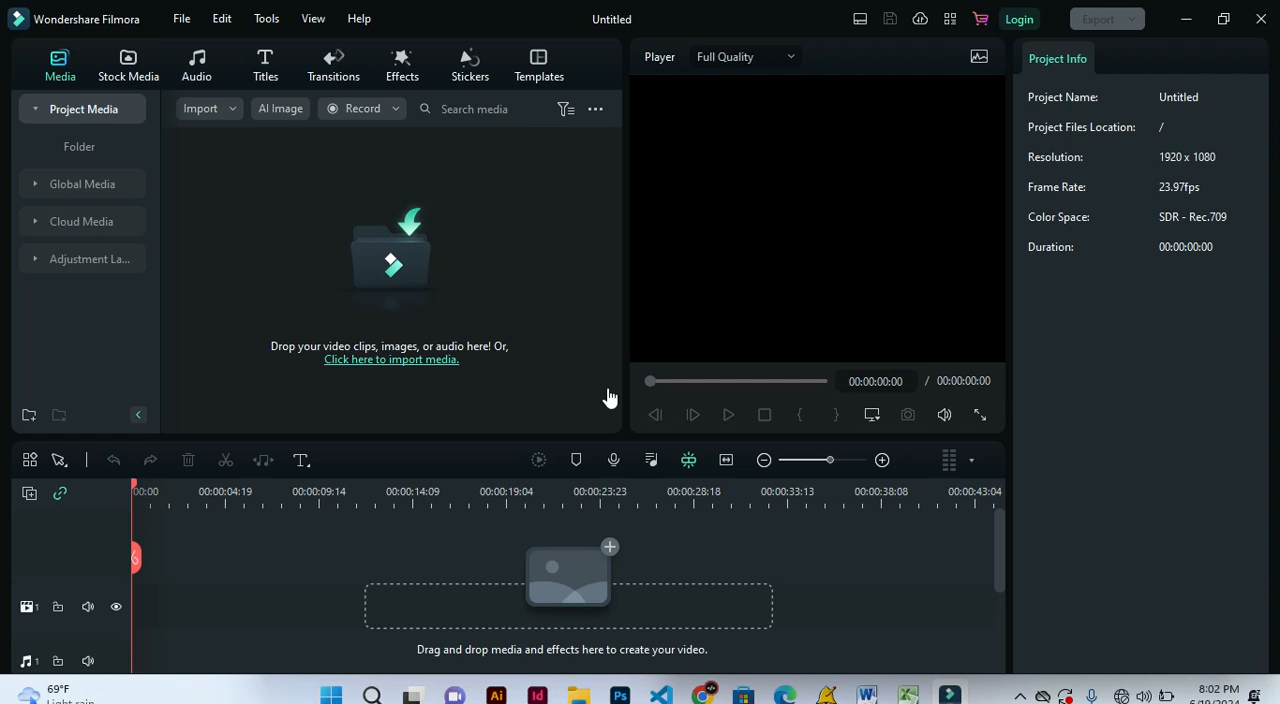 Wondershare Filmora
File
Edit
Tools
View
Help
Untitled
Login
Export
Media
Stock Media
Audio
Titles
Transitions
Effects
Stickers
Templates
Player
Full Quality
Project Info
Project Media
Folder
Global Media
Cloud Media
Adjustment La...
Import
AI Image
Record
Search media
Drop your video clips, images, or audio here! Or,
Click here to import media.
00:00:00:00
/ 00:00:00:00
Project Name: Untitled
Project Files Location: /
Resolution: 1920 x 1080
Frame Rate: 23.97fps
Color Space: SDR - Rec.709
Duration: 00:00:00:00
00:00
00:00:04:19
00:00:09:14
00:00:14:09
00:00:19:04
00:00:23:23
00:00:28:18
00:00:33:13
00:00:38:08
00:00:43:04
1
Drag and drop media and effects here to create your video.
1
69°F
Light rain
Ai
Id
Ps
8:02 PM
6/19/2024